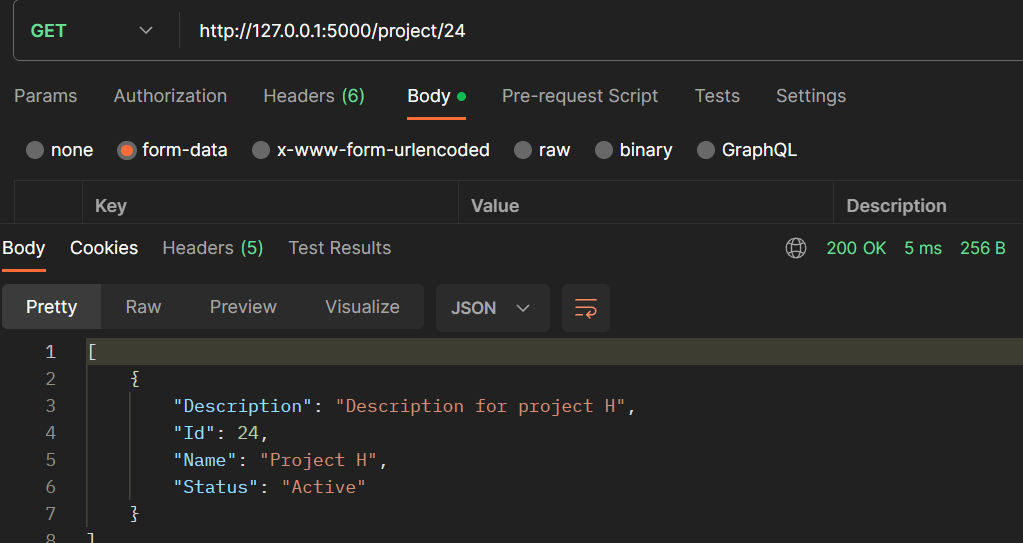 GET http://127.0.0.1:5000/project/24
Params Authorization Headers (6) Body Pre-request Script Tests Settings
none form-data x-www-form-urlencoded raw binary GraphQL
Key Value Description
Body Cookies Headers (5) Test Results 200 OK 5 ms 256 B
Pretty Raw Preview Visualize JSON
1 [
2 {
3 "Description": "Description for project H",
4 "Id": 24,
5 "Name": "Project H",
6 "Status": "Active"
7 }
8 ]